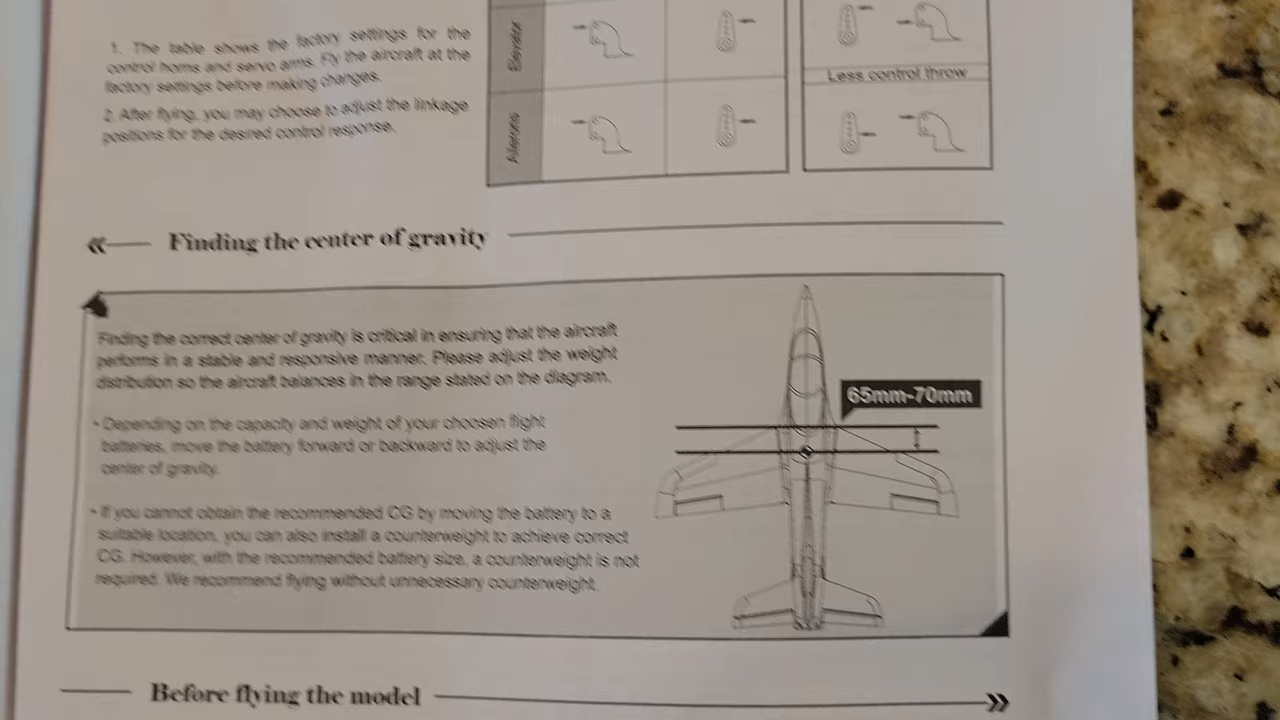 1. The table shows the factory settings for the
control horns and servo arms. Fly the aircraft at the
factory settings before making changes.
2. After flying, you may choose to adjust the linkage
positions for the desired control response.
Elevator
Ailerons
Less control throw
Finding the center of gravity
Finding the correct center of gravity is critical in ensuring that the aircraft
performs in a stable and responsive manner. Please adjust the weight
distribution so the aircraft balances in the range stated on the diagram.
- Depending on the capacity and weight of your choosen flight
batteries, move the battery forward or backward to adjust the
center of gravity.
- If you cannot obtain the recommended CG by moving the battery to a
suitable location, you can also install a counterweight to achieve correct
CG. However, with the recommended battery size, a counterweight is not
required. We recommend flying without unnecessary counterweight.
65mm-70mm
Before flying the model